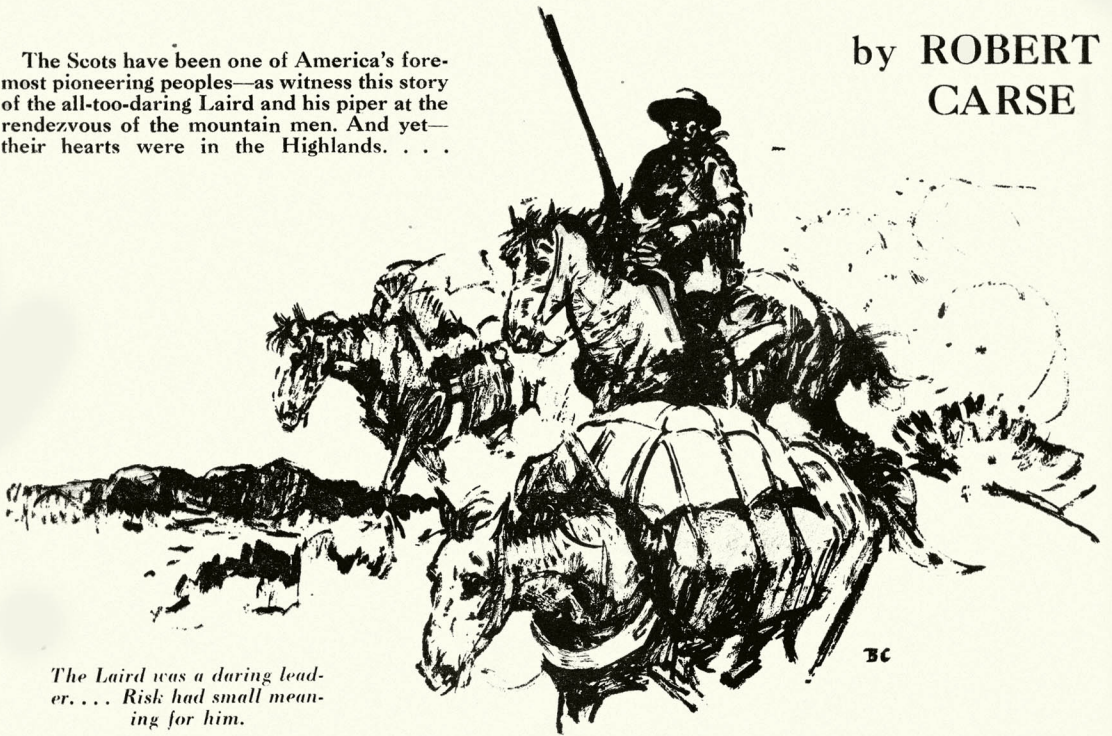 The Scots have been one of America's fore-
most pioneering peoples—as witness this story
of the all-too-daring Laird and his piper at the
rendezvous of the mountain men. And yet—
their hearts were in the Highlands. . . .
by ROBERT
CARSE
BC
The Laird was a daring lead-
er.... Risk had small mean-
ing for him.